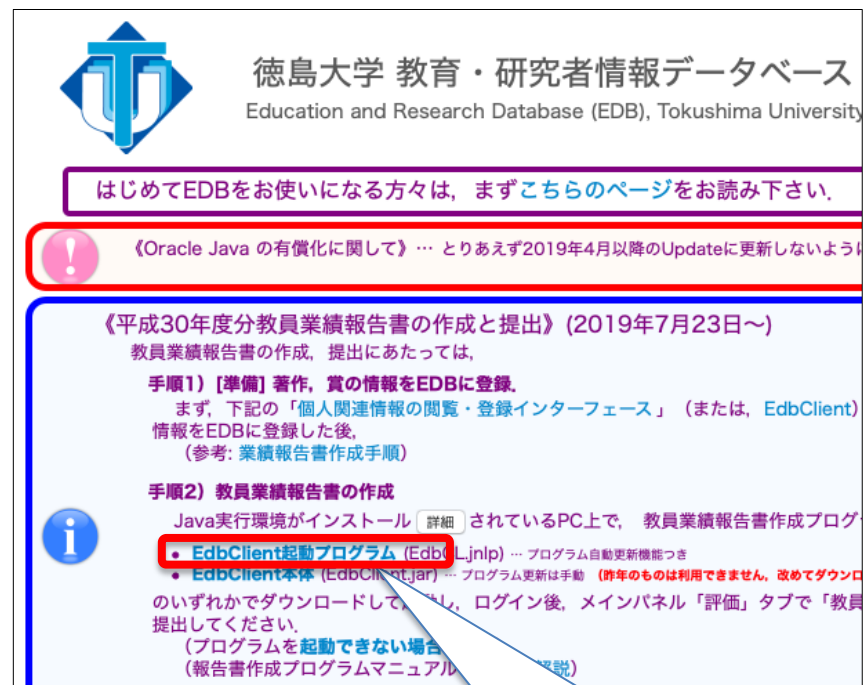 徳島大学 教育・研究者情報データベース
Education and Research Database (EDB), Tokushima University
はじめてEDBをお使いになる方々は，まずこちらのページをお読み下さい．
《Oracle Java の有償化に関して》… とりあえず2019年4月以降のUpdateに更新しないように
《平成30年度分教員業績報告書の作成と提出》(2019年7月23日〜)
教員業績報告書の作成，提出にあたっては，
手順1）[準備] 著作，賞の情報をEDBに登録．
まず，下記の「個人関連情報の閲覧・登録インターフェース」（または，EdbClient）
情報をEDBに登録した後，
（参考: 業績報告書作成手順）
手順2）教員業績報告書の作成
Java実行環境がインストール 詳細 されているPC上で， 教員業績報告書作成プログ
• EdbClient起動プログラム (EdbCL.jnlp) … プログラム自動更新機能つき
• EdbClient本体 (EdbClient.jar) … プログラム更新は手動 （昨年のものは利用できません，改めてダウンロ
のいずれかでダウンロードして し，ログイン後，メインパネル「評価」タブで「教員
提出してください．
（プログラムを起動できない場合
（報告書作成プログラムマニュアル 解説）